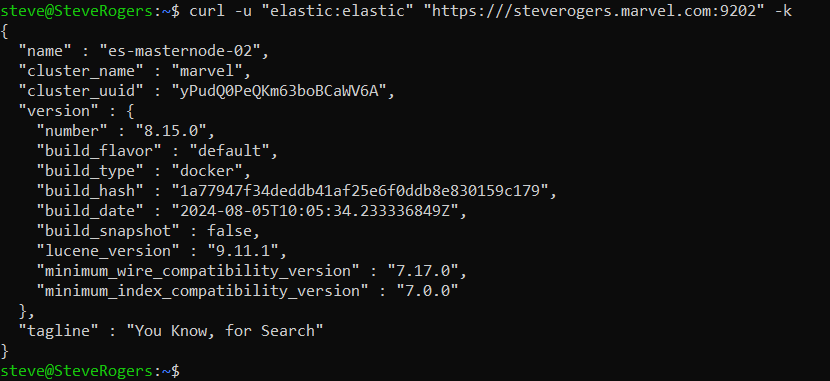 steve@SteveRogers:~$ curl -u "elastic:elastic" "https:///steverogers.marvel.com:9202" -k
{
  "name" : "es-masternode-02",
  "cluster_name" : "marvel",
  "cluster_uuid" : "yPudQ0PeQKm63boBCaWV6A",
  "version" : {
    "number" : "8.15.0",
    "build_flavor" : "default",
    "build_type" : "docker",
    "build_hash" : "1a77947f34deddb41af25e6f0ddb8e830159c179",
    "build_date" : "2024-08-05T10:05:34.233336849Z",
    "build_snapshot" : false,
    "lucene_version" : "9.11.1",
    "minimum_wire_compatibility_version" : "7.17.0",
    "minimum_index_compatibility_version" : "7.0.0"
  },
  "tagline" : "You Know, for Search"
}
steve@SteveRogers:~$